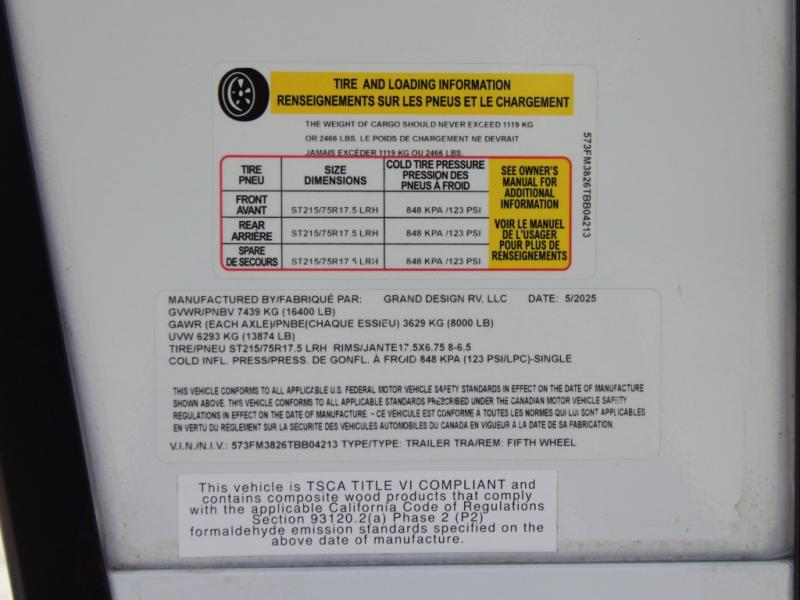 TIRE AND LOADING INFORMATION
RENSEIGNEMENTS SUR LES PNEUS ET LE CHARGEMENT
THE WEIGHT OF CARGO SHOULD NEVER EXCEED 1119 KG
OR 2466 LBS. LE POIDS DE CHARGEMENT NE DEVRAIT
JAMAIS EXCÉDER 1119 KG OU 2466 LBS.
TIRE PNEU SIZE DIMENSIONS COLD TIRE PRESSURE PRESSION DES PNEUS À FROID
FRONT AVANT ST215/75R17.5 LRH 848 KPA /123 PSI
REAR ARRIÈRE ST215/75R17.5 LRH 848 KPA /123 PSI
SPARE DE SECOURS ST215/75R17.5 LRH 848 KPA /123 PSI
SEE OWNER'S
MANUAL FOR
ADDITIONAL
INFORMATION
VOIR LE MANUEL
DE L'USAGER
POUR PLUS DE
RENSEIGNEMENTS
573FM3826TBB04213
MANUFACTURED BY/FABRIQUÉ PAR: GRAND DESIGN RV, LLC DATE: 5/2025
GVWR/PNBV 7439 KG (16400 LB)
GAWR (EACH AXLE)/PNBE(CHAQUE ESSIEU) 3629 KG (8000 LB)
UVW 6293 KG (13874 LB)
TIRE/PNEU ST215/75R17.5 LRH RIMS/JANTE17.5X6.75 8-6.5
COLD INFL. PRESS/PRESS. DE GONFL. À FROID 848 KPA (123 PSI/LPC)-SINGLE
THIS VEHICLE CONFORMS TO ALL APPLICABLE U.S. FEDERAL MOTOR VEHICLE SAFETY STANDARDS IN EFFECT ON THE DATE OF MANUFACTURE
SHOWN ABOVE. THIS VEHICLE CONFORMS TO ALL APPLICABLE STANDARDS PRESCRIBED UNDER THE CANADIAN MOTOR VEHICLE SAFETY
REGULATIONS IN EFFECT ON THE DATE OF MANUFACTURE. - CE VÉHICULE EST CONFORME À TOUTES LES NORMES QUI LUI SONT APPLICABLES
EN VERTU DU RÈGLEMENT SUR LA SÉCURITÉ DES VÉHICULES AUTOMOBILES DU CANADA EN VIGUEUR À LA DATE DE SA FABRICATION.
V.I.N./N.I.V.: 573FM3826TBB04213 TYPE/TYPE: TRAILER TRA/REM: FIFTH WHEEL
This vehicle is TSCA TITLE VI COMPLIANT and
contains composite wood products that comply
with the applicable California Code of Regulations
Section 93120.2(a) Phase 2 (P2)
formaldehyde emission standards specified on the
above date of manufacture.